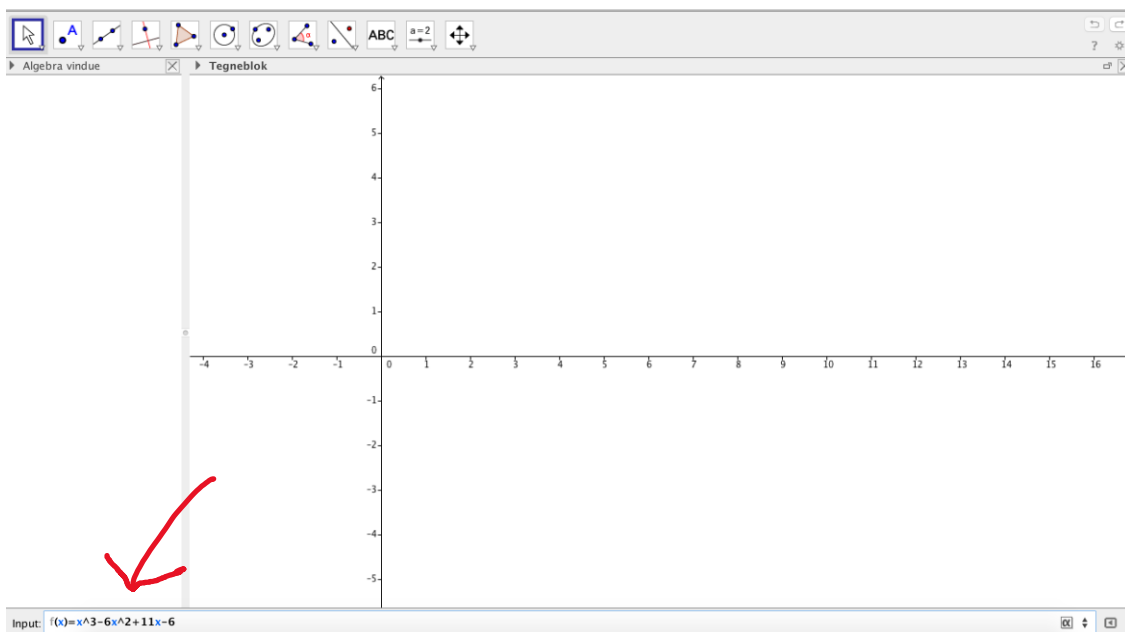 A
ABC
a=2
?
Algebra vindue
Tegneblok
6
5
4
3
2
1
0
-4 -3 -2 -1 0 1 2 3 4 5 6 7 8 9 10 11 12 13 14 15 16
-1
-2
-3
-4
-5
Input: f(x)=x^3-6x^2+11x-6
α